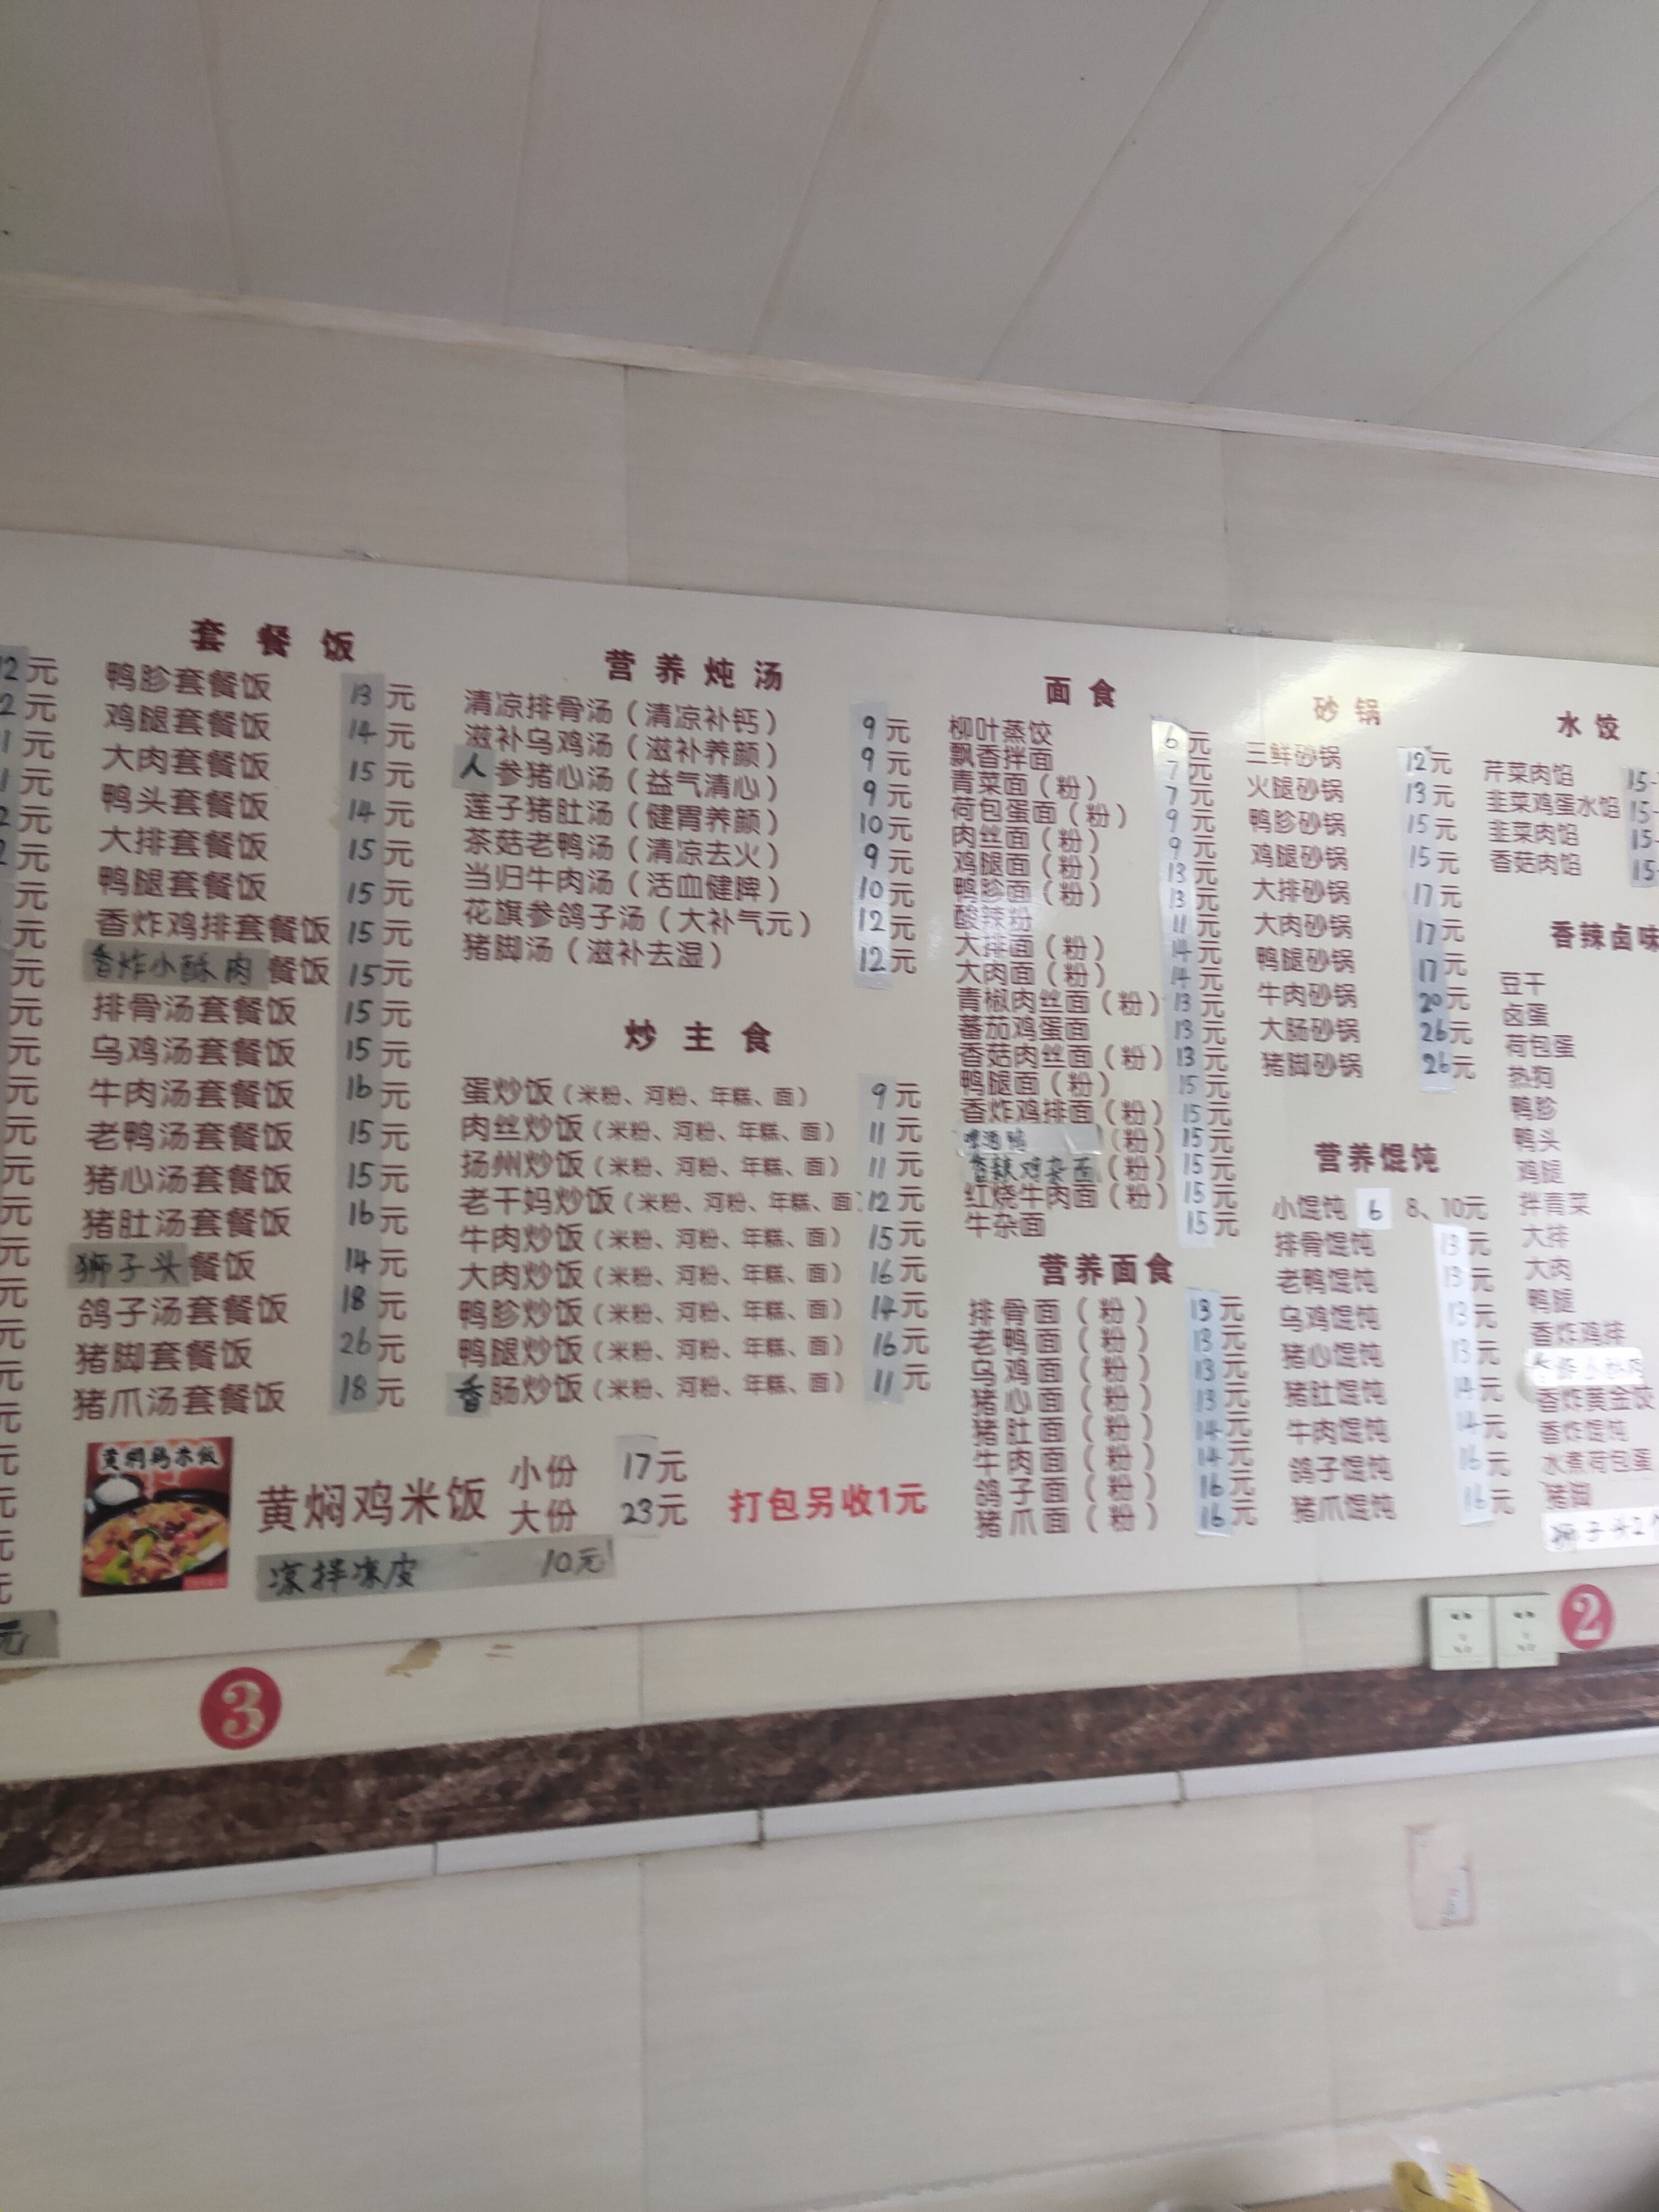 套餐饭
鸭胗套餐饭 13元
鸡腿套餐饭 14元
大肉套餐饭 15元
鸭头套餐饭 14元
大排套餐饭 15元
鸭腿套餐饭 15元
香炸鸡排套餐饭 15元
香炸小酥肉餐饭 15元
排骨汤套餐饭 15元
乌鸡汤套餐饭 15元
牛肉汤套餐饭 16元
老鸭汤套餐饭 15元
猪心汤套餐饭 15元
猪肚汤套餐饭 16元
狮子头餐饭 14元
鸽子汤套餐饭 18元
猪脚套餐饭 26元
猪爪汤套餐饭 18元
营养炖汤
清凉排骨汤（清凉补钙） 9元
滋补乌鸡汤（滋补养颜） 9元
人参猪心汤（益气清心） 9元
莲子猪肚汤（健胃养颜） 10元
茶菇老鸭汤（清凉去火） 9元
当归牛肉汤（活血健脾） 10元
花旗参鸽子汤（大补气元） 12元
猪脚汤（滋补去湿） 12元
炒主食
蛋炒饭（米粉、河粉、年糕、面） 9元
肉丝炒饭（米粉、河粉、年糕、面） 11元
扬州炒饭（米粉、河粉、年糕、面） 11元
老干妈炒饭（米粉、河粉、年糕、面 12元
牛肉炒饭（米粉、河粉、年糕、面） 15元
大肉炒饭（米粉、河粉、年糕、面） 16元
鸭胗炒饭（米粉、河粉、年糕、面） 14元
鸭腿炒饭（米粉、河粉、年糕、面） 16元
香肠炒饭（米粉、河粉、年糕、面） 11元
黄焖鸡米饭
黄焖鸡米饭
小份 17元
大份 23元
打包另收1元
凉拌凉皮 10元
面食
柳叶蒸饺 6元
飘香拌面 7元
青菜面（粉） 7元
荷包蛋面（粉） 9元
肉丝面（粉） 9元
鸡腿面（粉） 13元
鸭胗面（粉） 13元
酸辣粉 11元
大排面（粉） 14元
大肉面（粉） 14元
青椒肉丝面（粉） 13元
蕃茄鸡蛋面 13元
香菇肉丝面（粉） 13元
鸭腿面（粉） 15元
香炸鸡排面（粉） 15元
啤酒鸭（粉） 15元
香辣鸡杂面（粉） 15元
红烧牛肉面（粉） 15元
牛杂面 15元
营养面食
排骨面（粉） 13元
老鸭面（粉） 13元
乌鸡面（粉） 13元
猪心面（粉） 13元
猪肚面（粉） 14元
牛肉面（粉） 14元
鸽子面（粉） 16元
猪爪面（粉） 16元
砂锅
三鲜砂锅 12元
火腿砂锅 13元
鸭胗砂锅 15元
鸡腿砂锅 15元
大排砂锅 17元
大肉砂锅 17元
鸭腿砂锅 17元
牛肉砂锅 20元
大肠砂锅 26元
猪脚砂锅 26元
营养馄饨
小馄饨 6 8、10元
排骨馄饨 13元
老鸭馄饨 13元
乌鸡馄饨 13元
猪心馄饨 13元
猪肚馄饨 14元
牛肉馄饨 14元
鸽子馄饨 16元
猪爪馄饨 16元
水饺
芹菜肉馅 15-
韭菜鸡蛋水馅 15-
韭菜肉馅 15-
香菇肉馅 15-
香辣卤味
豆干
卤蛋
荷包蛋
热狗
鸭胗
鸭头
鸡腿
拌青菜
大排
大肉
鸭腿
香炸鸡排
香炸小酥肉
香炸黄金饺
香炸馄饨
水煮荷包蛋
猪脚
狮子头2个
3
2